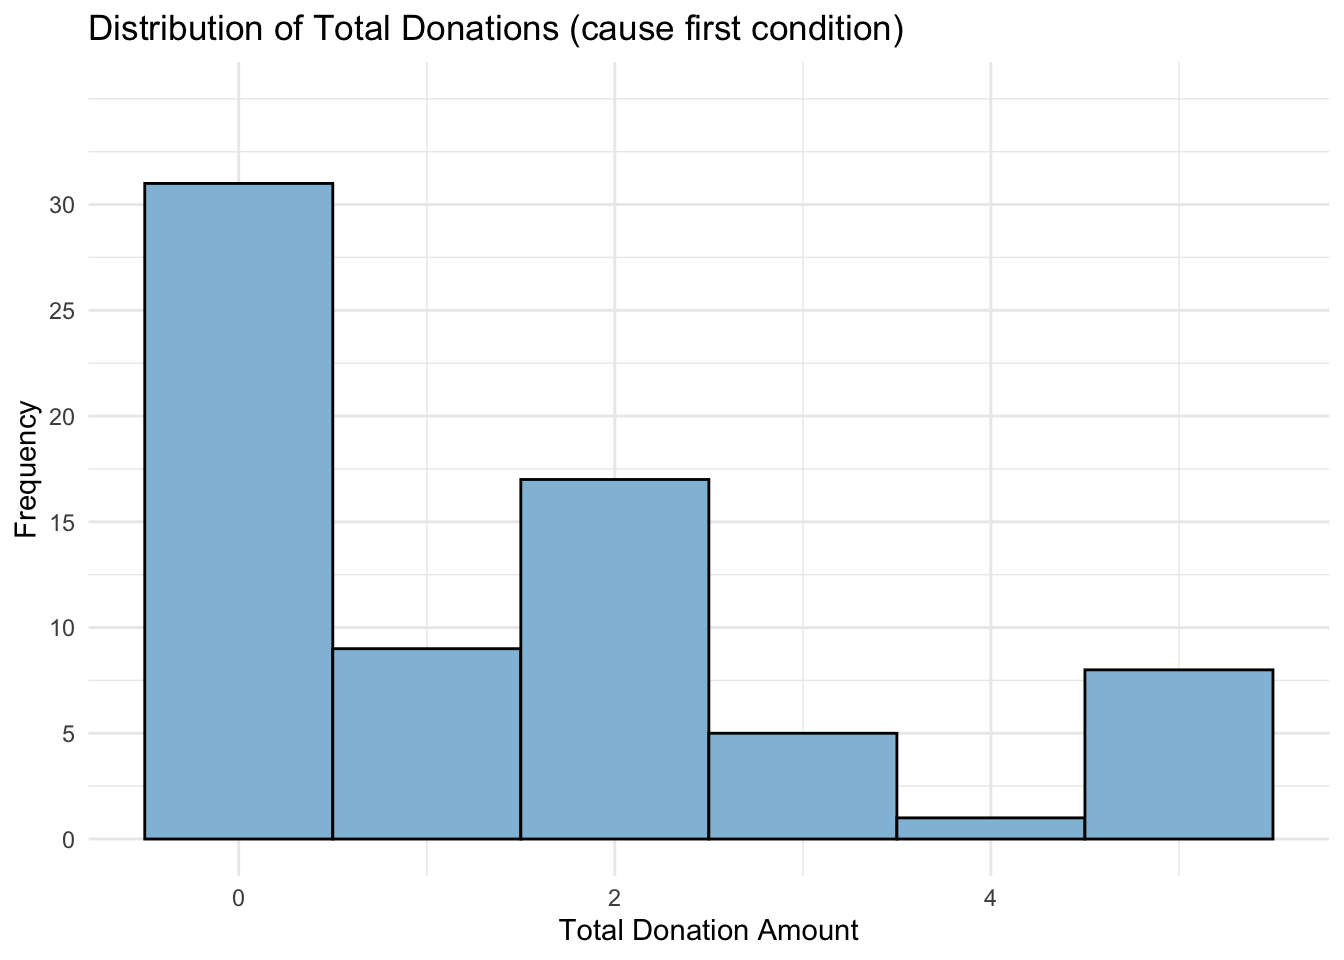 Distribution of Total Donations (cause first condition)
30
25
20
15
10
5
0
Frequency
0 2 4
Total Donation Amount